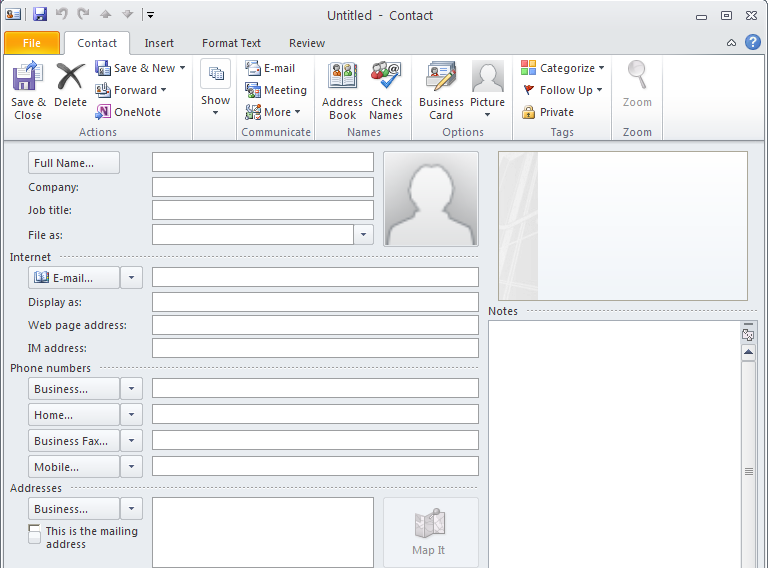 Untitled - Contact
File Contact Insert Format Text Review
Save & Close
Delete
Save & New
Forward
OneNote
Actions
Show
E-mail
Meeting
More
Communicate
Address Book
Check Names
Names
Business Card
Picture
Options
Categorize
Follow Up
Private
Tags
Zoom
Zoom
Full Name...
Company:
Job title:
File as:
Internet
E-mail...
Display as:
Web page address:
IM address:
Phone numbers
Business...
Home...
Business Fax...
Mobile...
Addresses
Business...
This is the mailing
address
Map It
Notes